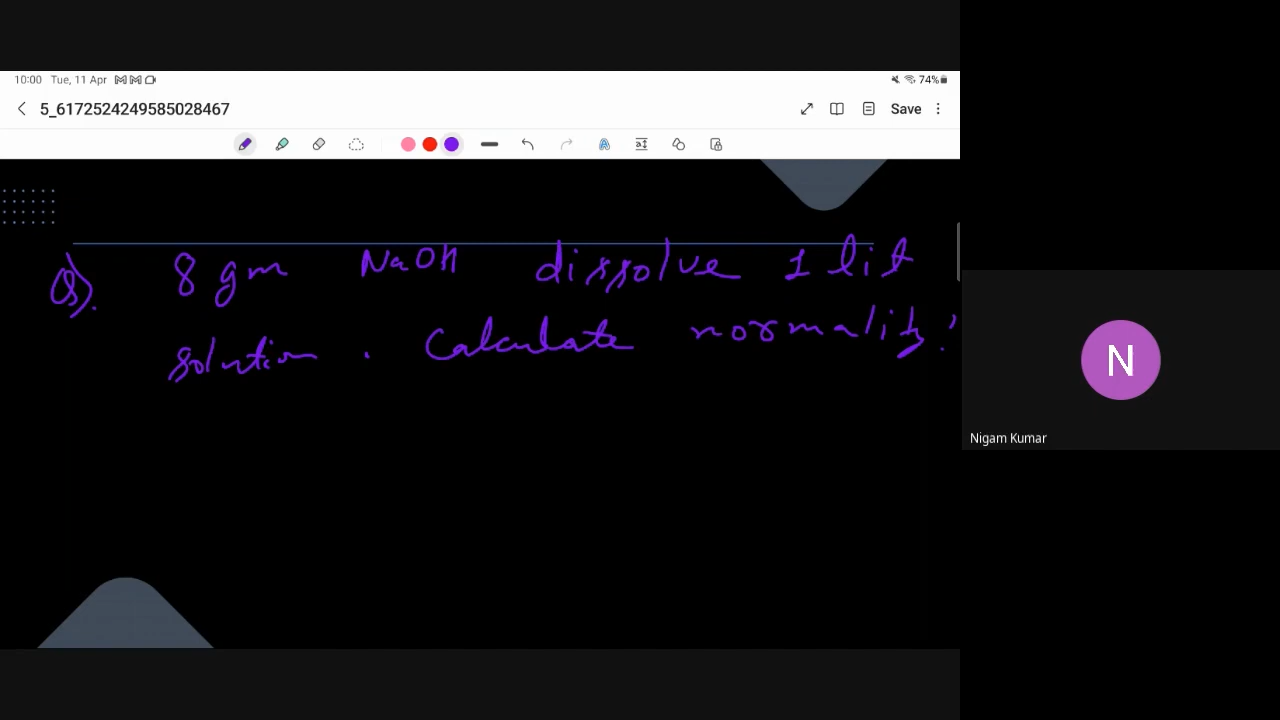 10:00 Tue, 11 Apr 74%
5_6172524249585028467 Save
Q). 8 gm NaOH dissolve 1 lit
solution . Calculate normality?
N
Nigam Kumar